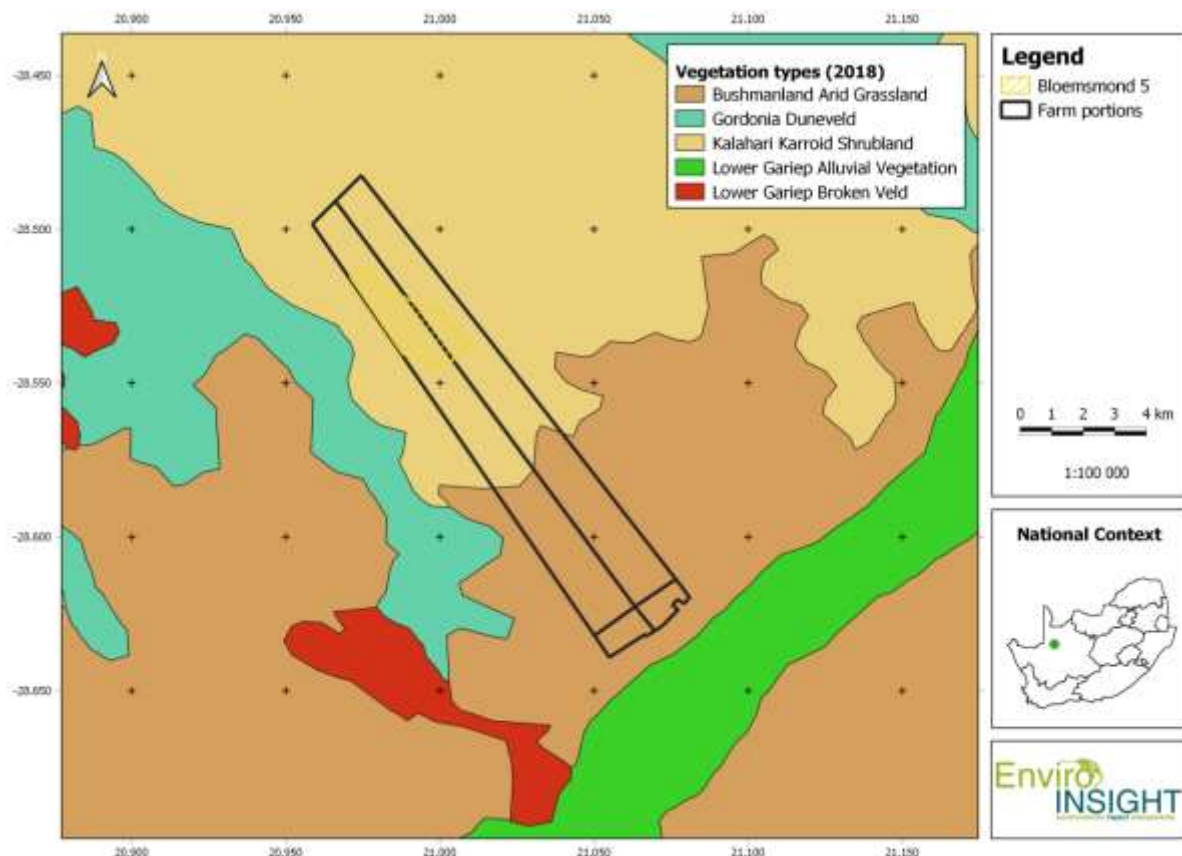 20.900 20.950 21.000 21.050 21.100 21.150
-28.450
-28.500
-28.550
-28.600
-28.650
Vegetation types (2018)
Bushmanland Arid Grassland
Gordonia Duneveld
Kalahari Karroid Shrubland
Lower Gariep Alluvial Vegetation
Lower Gariep Broken Veld
20.900 20.950 21.000 21.050 21.100 21.150
Legend
Bloemsmond 5
Farm portions
0 1 2 3 4 km
1:100 000
National Context
Enviro
INSIGHT